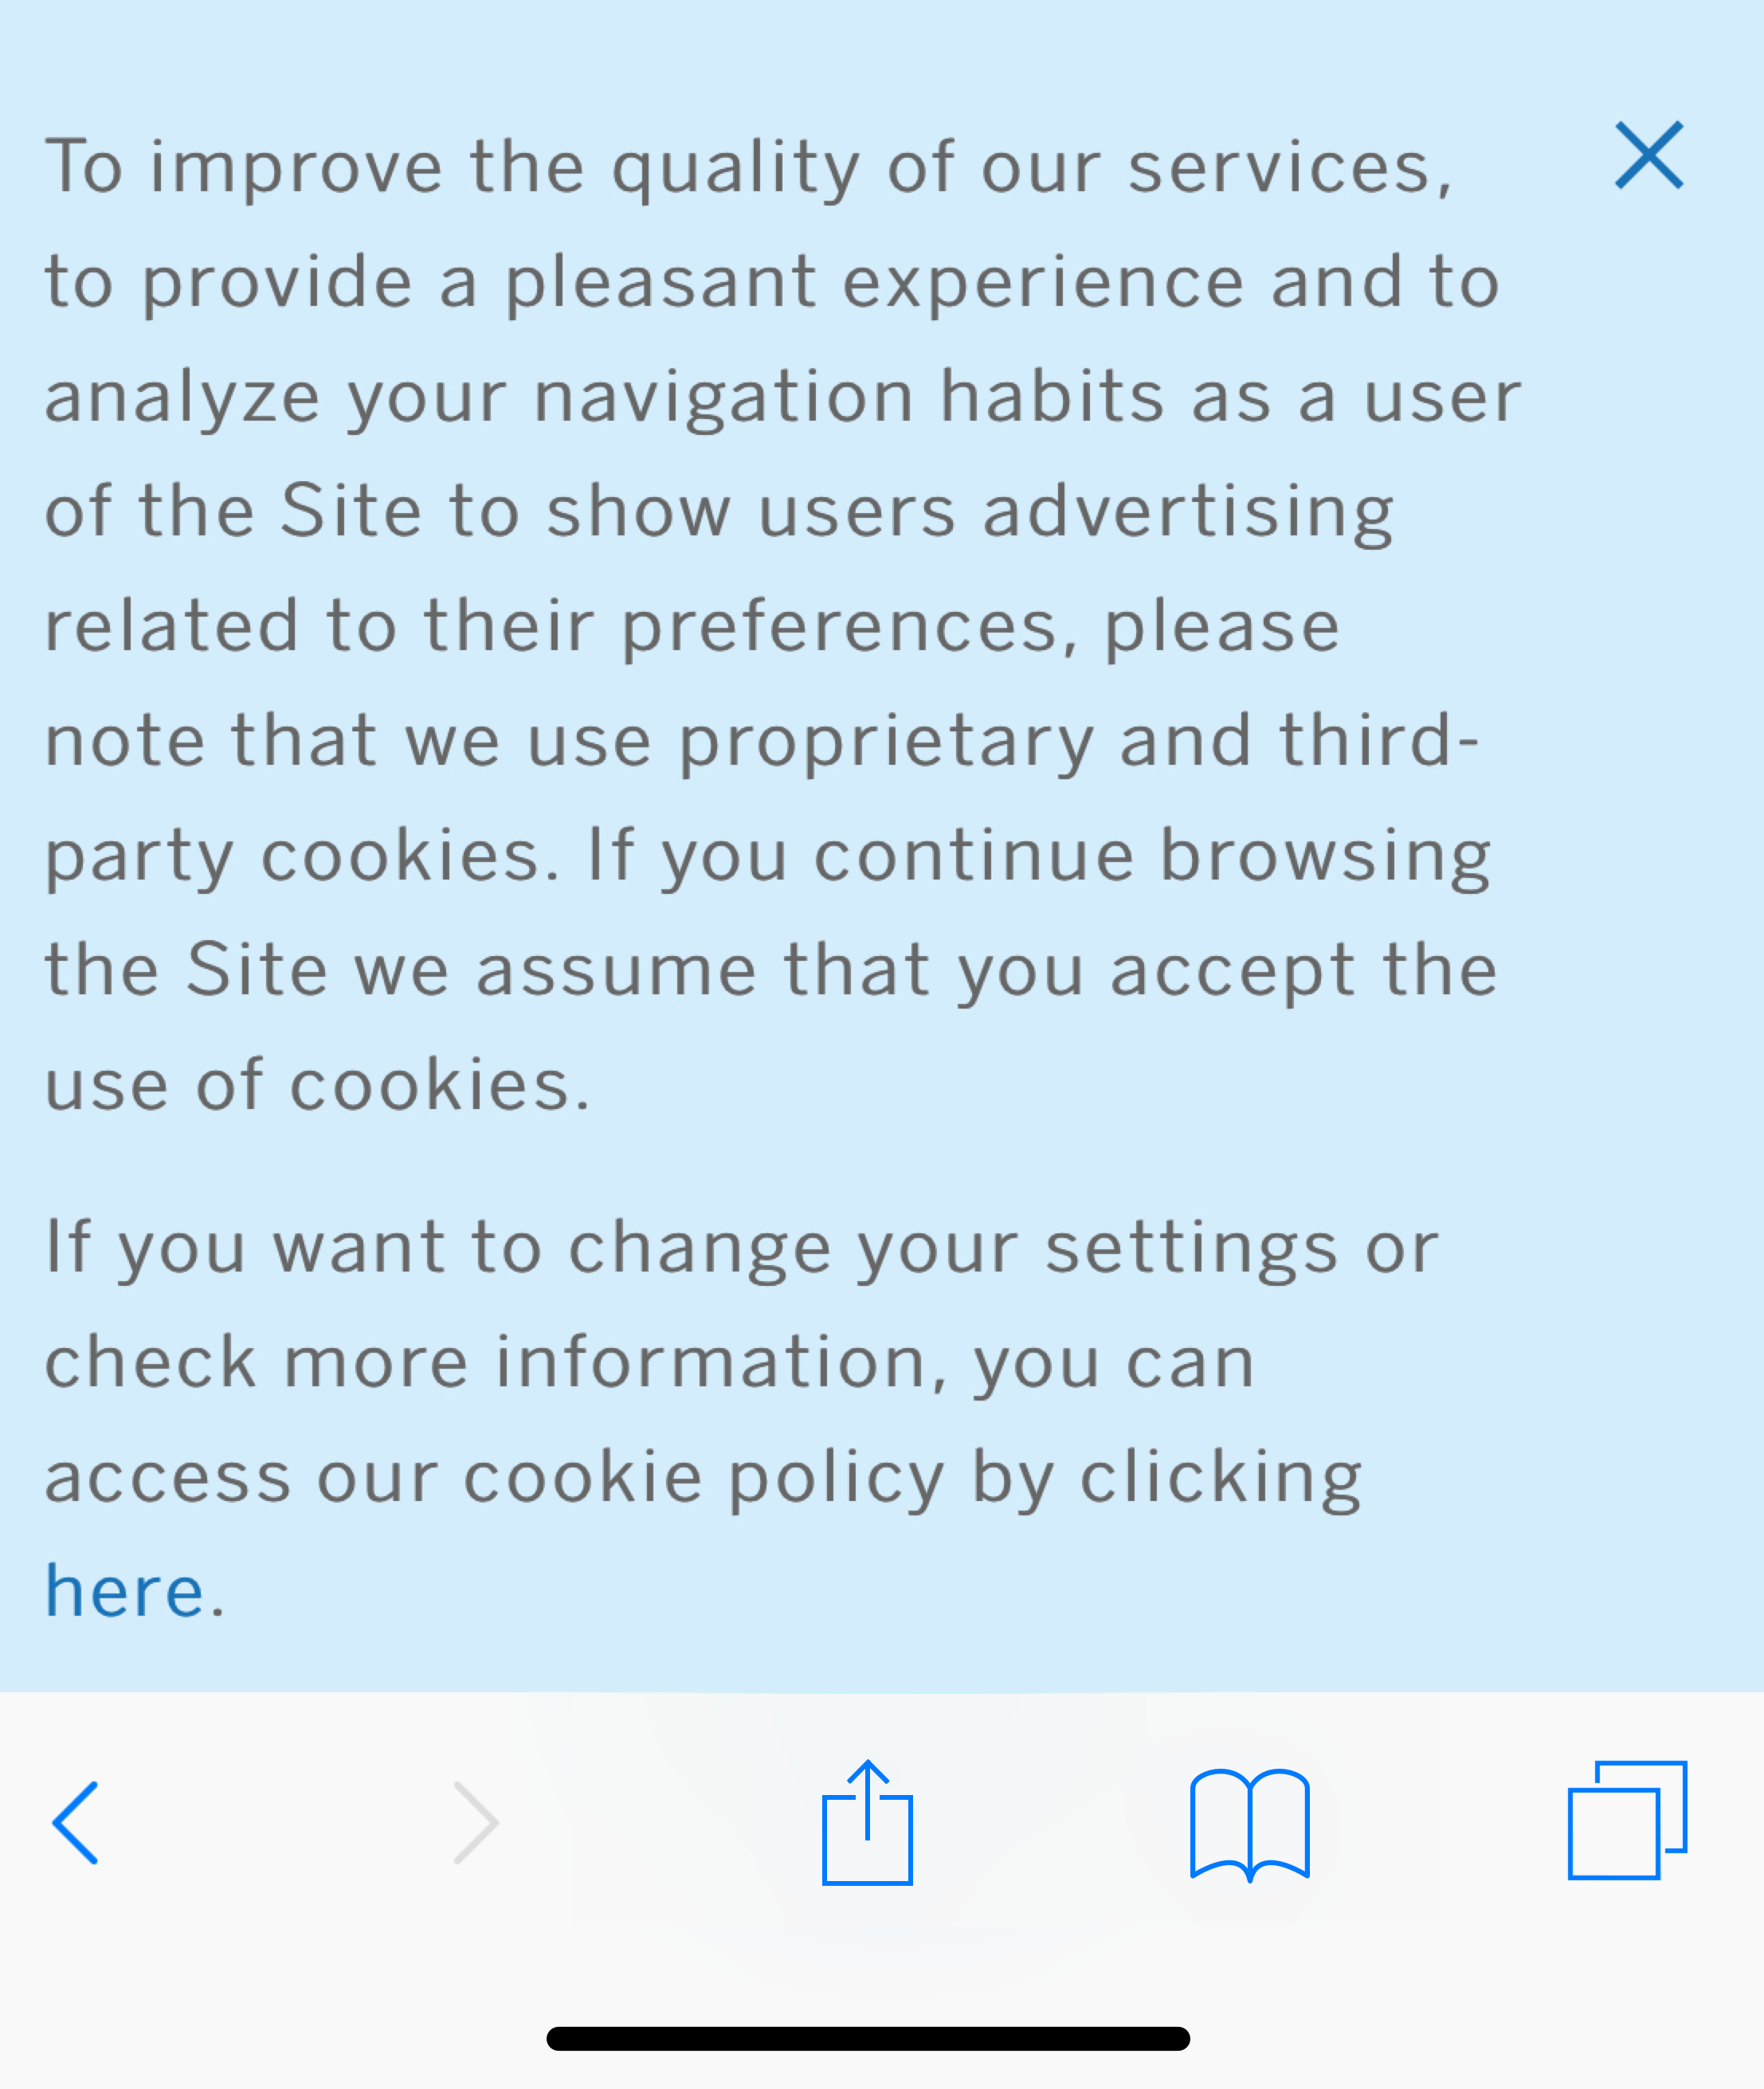 To improve the quality of our services,
to provide a pleasant experience and to
analyze your navigation habits as a user
of the Site to show users advertising
related to their preferences, please
note that we use proprietary and third-
party cookies. If you continue browsing
the Site we assume that you accept the
use of cookies.
If you want to change your settings or
check more information, you can
access our cookie policy by clicking
here.